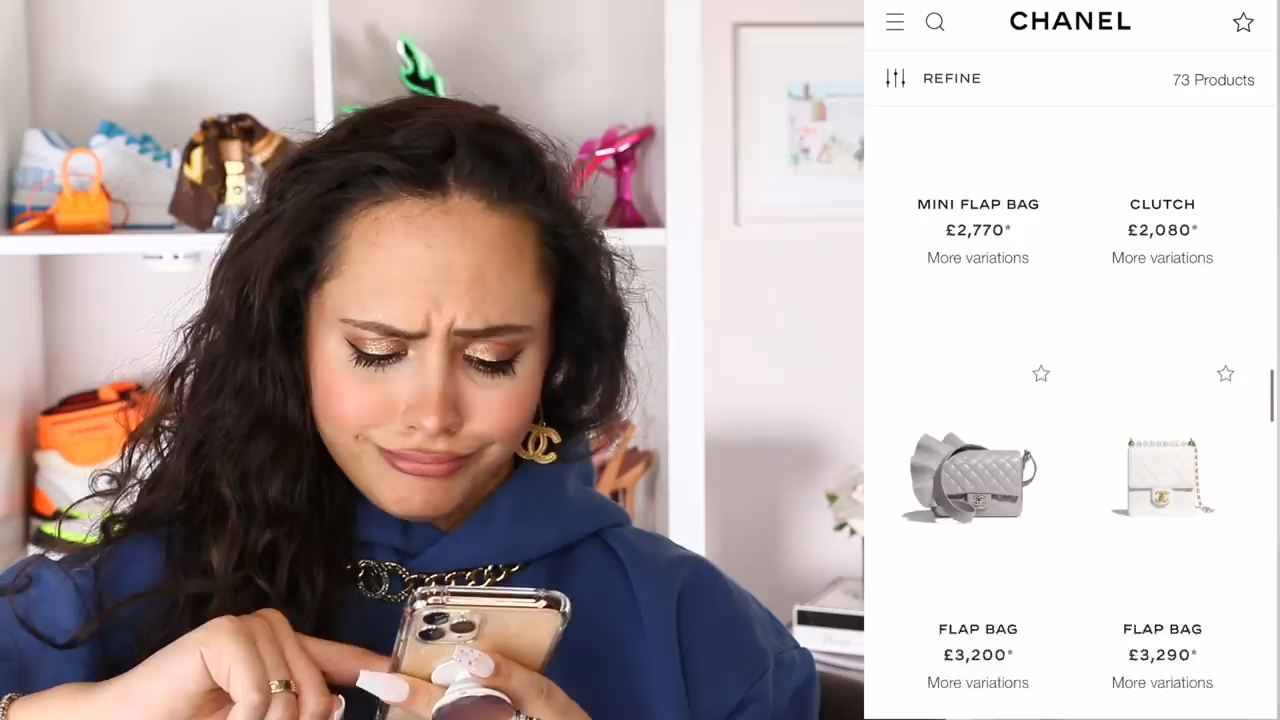 CHANEL
REFINE
73 Products
MINI FLAP BAG
£2,770*
More variations
CLUTCH
£2,080*
More variations
FLAP BAG
£3,200*
More variations
FLAP BAG
£3,290*
More variations